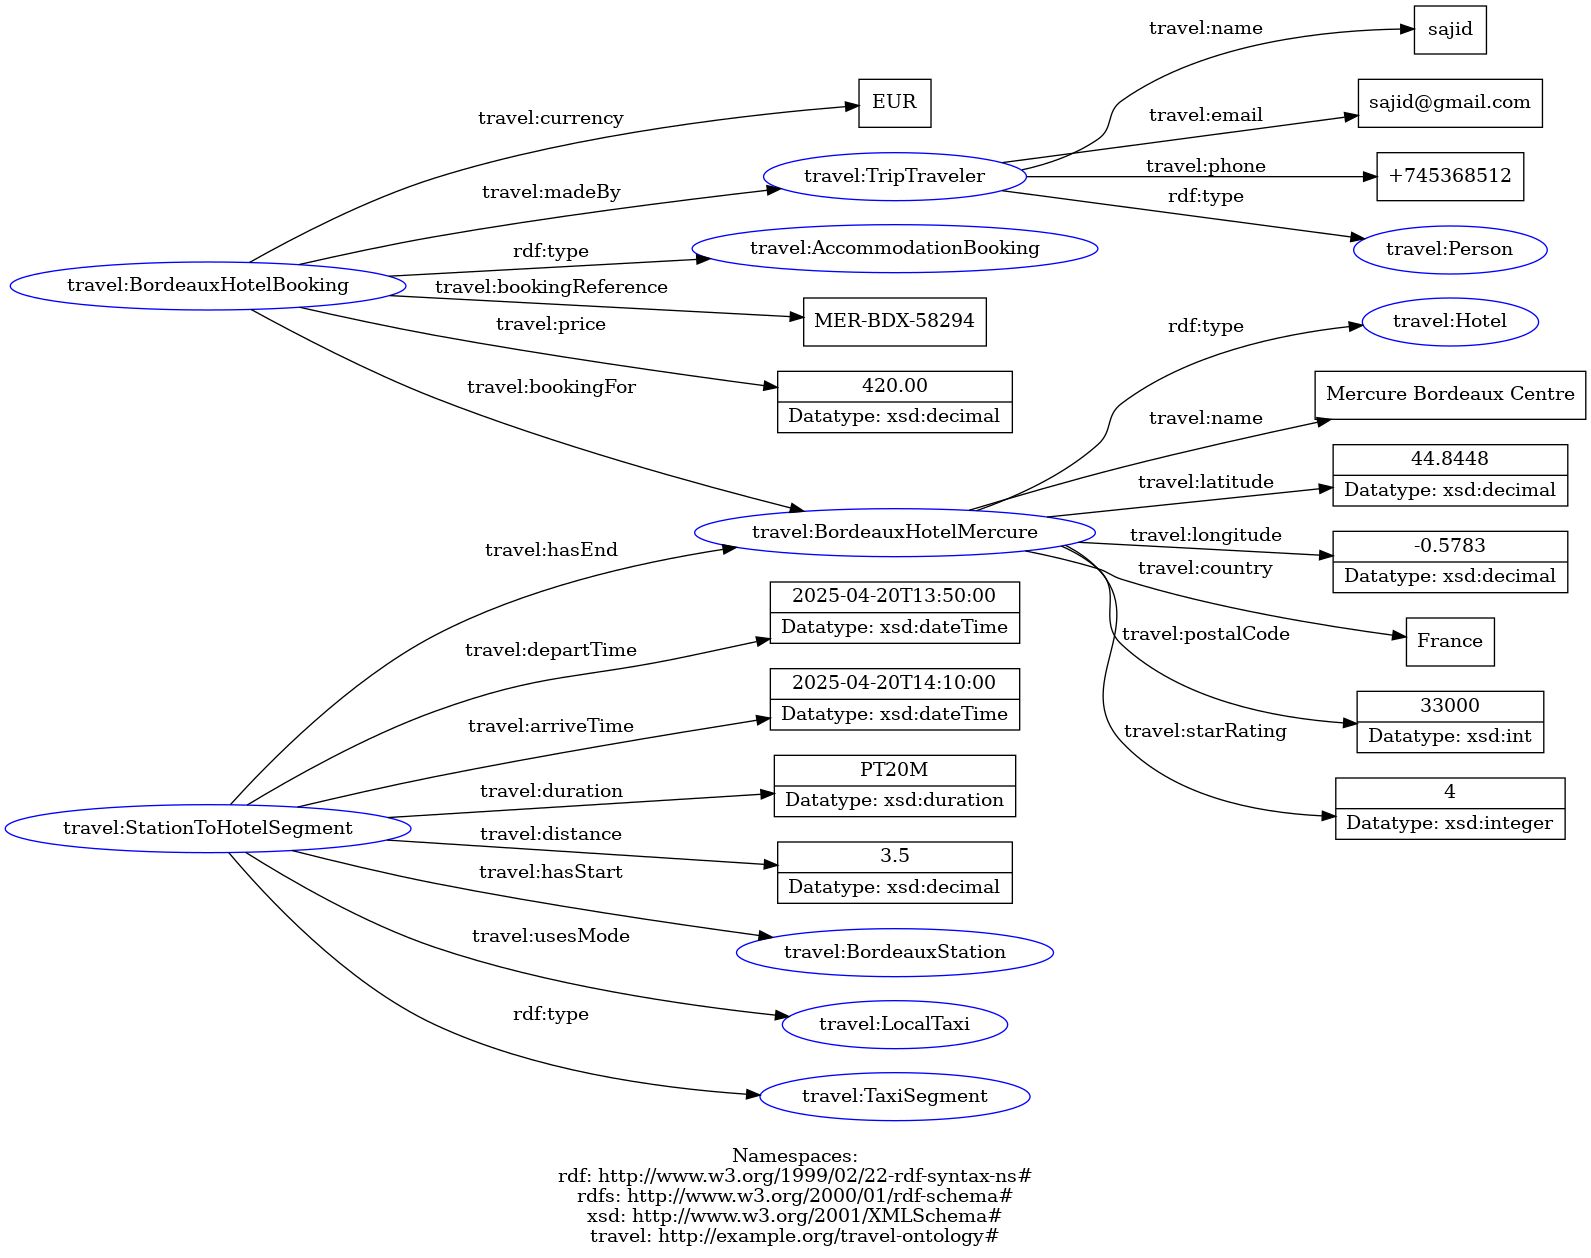 travel:name
sajid
travel:currency
EUR
travel:email
sajid@gmail.com
travel:madeBy
travel:TripTraveler
travel:phone
+745368512
rdf:type
travel:Person
rdf:type
travel:AccommodationBooking
travel:BordeauxHotelBooking
travel:bookingReference
MER-BDX-58294
rdf:type
travel:Hotel
travel:price
420.00
Datatype: xsd:decimal
travel:bookingFor
travel:name
Mercure Bordeaux Centre
travel:latitude
44.8448
Datatype: xsd:decimal
travel:hasEnd
travel:BordeauxHotelMercure
travel:longitude
-0.5783
Datatype: xsd:decimal
travel:country
France
travel:departTime
2025-04-20T13:50:00
Datatype: xsd:dateTime
travel:postalCode
33000
Datatype: xsd:int
travel:arriveTime
2025-04-20T14:10:00
Datatype: xsd:dateTime
travel:starRating
4
Datatype: xsd:integer
travel:duration
PT20M
Datatype: xsd:duration
travel:StationToHotelSegment
travel:distance
3.5
Datatype: xsd:decimal
travel:hasStart
travel:BordeauxStation
travel:usesMode
travel:LocalTaxi
rdf:type
travel:TaxiSegment
Namespaces:
rdf: http://www.w3.org/1999/02/22-rdf-syntax-ns#
rdfs: http://www.w3.org/2000/01/rdf-schema#
xsd: http://www.w3.org/2001/XMLSchema#
travel: http://example.org/travel-ontology#